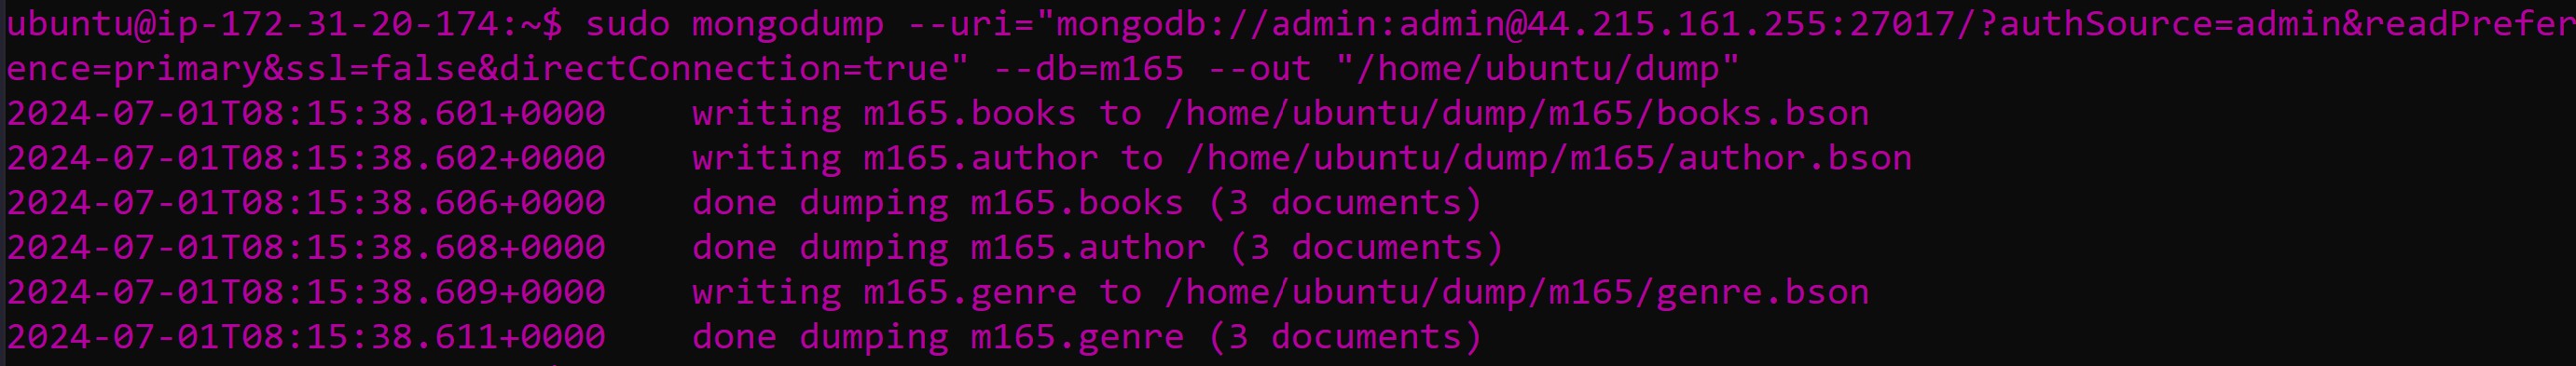 ubuntu@ip-172-31-20-174:~$ sudo mongodump --uri="mongodb://admin:admin@44.215.161.255:27017/?authSource=admin&readPrefer
ence=primary&ssl=false&directConnection=true" --db=m165 --out "/home/ubuntu/dump"
2024-07-01T08:15:38.601+0000    writing m165.books to /home/ubuntu/dump/m165/books.bson
2024-07-01T08:15:38.602+0000    writing m165.author to /home/ubuntu/dump/m165/author.bson
2024-07-01T08:15:38.606+0000    done dumping m165.books (3 documents)
2024-07-01T08:15:38.608+0000    done dumping m165.author (3 documents)
2024-07-01T08:15:38.609+0000    writing m165.genre to /home/ubuntu/dump/m165/genre.bson
2024-07-01T08:15:38.611+0000    done dumping m165.genre (3 documents)